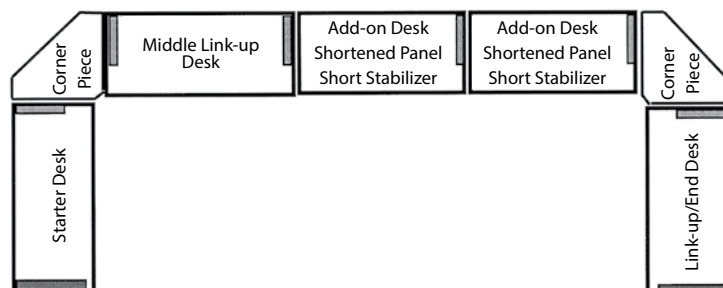 Corner
Piece
Middle Link-up
Desk
Add-on Desk
Shortened Panel
Short Stabilizer
Add-on Desk
Shortened Panel
Short Stabilizer
Corner
Piece
Starter Desk
Link-up/End Desk